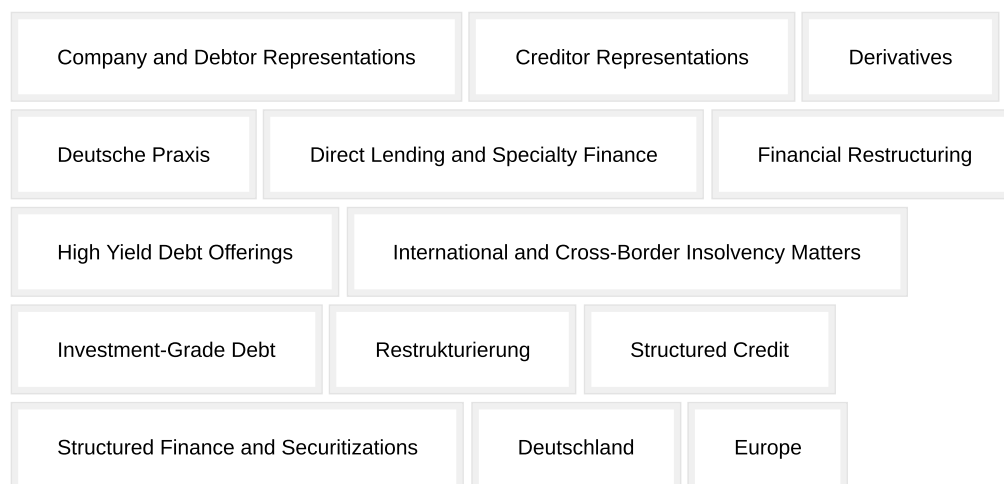 Company and Debtor Representations Creditor Representations Derivatives
Deutsche Praxis Direct Lending and Specialty Finance Financial Restructuring
High Yield Debt Offerings International and Cross-Border Insolvency Matters
Investment-Grade Debt Restrukturierung Structured Credit
Structured Finance and Securitizations Deutschland Europe